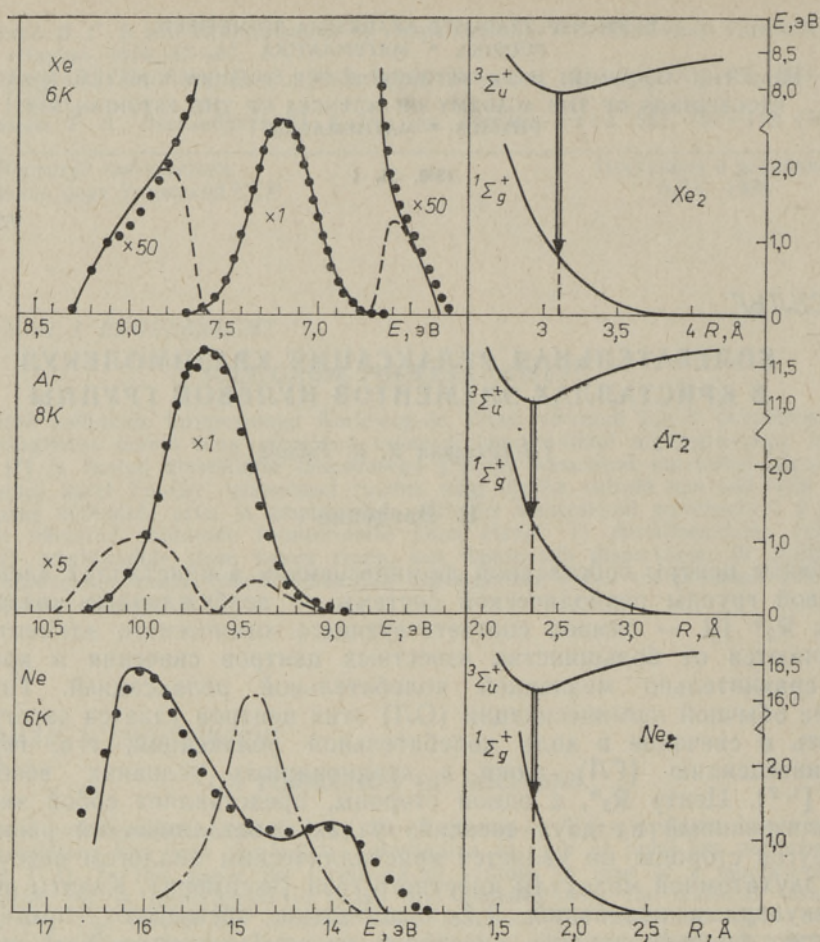 Xe
6K
×50
×1
×50
8,5 8,0 7,5 7,0 E, эВ
E, эВ
8,5
8,0
2,0
1,0
0
³Σᵤ⁺
¹Σg⁺
Xe₂
3 3,5 4 R, Å
Ar
8K
×1
×5
10,5 10,0 9,5 9,0 E, эВ
11,5
11,0
2,0
1,0
0
³Σᵤ⁺
¹Σg⁺
Ar₂
2,0 2,5 3,0 R, Å
Ne
6K
17 16 15 14 E, эВ
16,5
16,0
2,0
1,0
0
³Σᵤ⁺
¹Σg⁺
Ne₂
1,5 2,0 2,5 R, Å